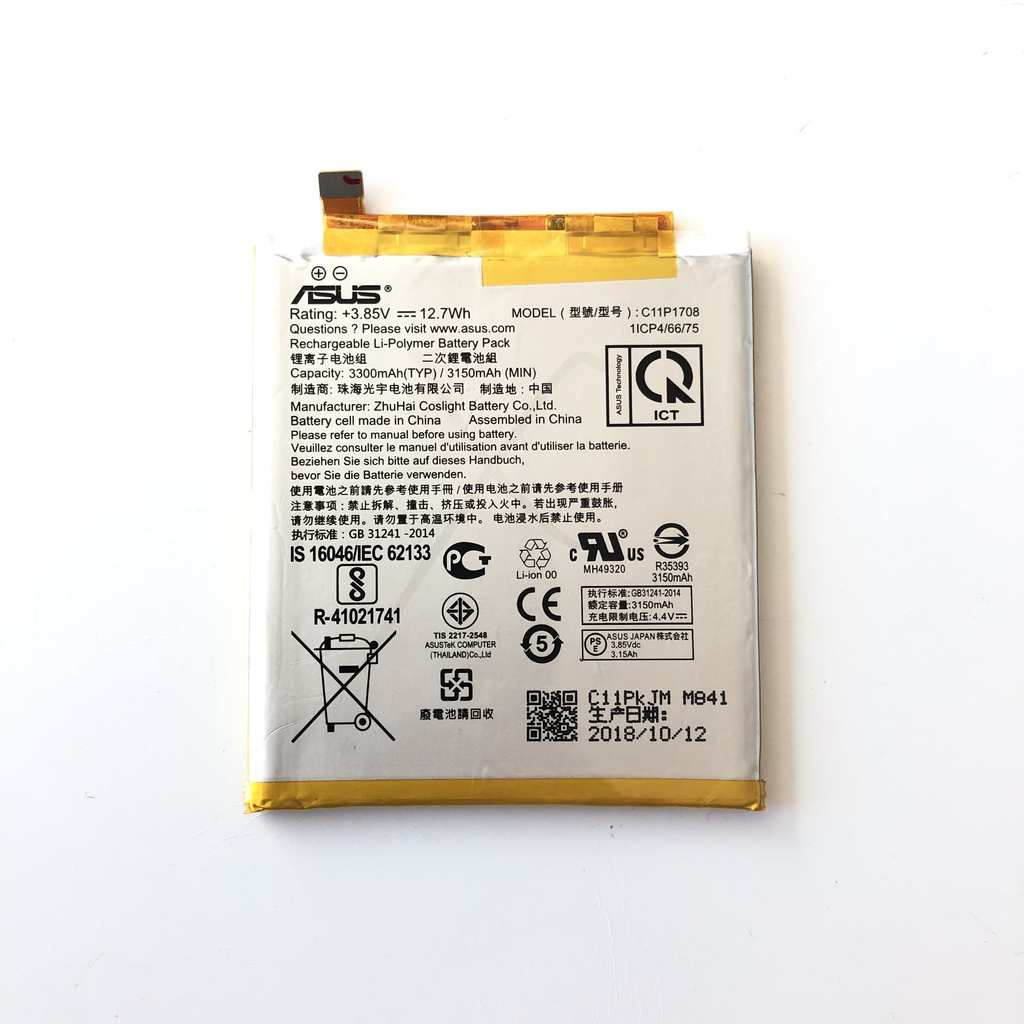 ASUS®
Rating: +3.85V 12.7Wh MODEL ( 型號/型号 ) : C11P1708
Questions ? Please visit www.asus.com 1ICP4/66/75
Rechargeable Li-Polymer Battery Pack
锂离子电池组 二次鋰電池組
Capacity: 3300mAh(TYP) / 3150mAh (MIN)
制造商: 珠海光宇电池有限公司 制造地 : 中国
Manufacturer: ZhuHai Coslight Battery Co.,Ltd.
Battery cell made in China Assembled in China
ASUS Technology
ICT
Please refer to manual before using battery.
Veuillez consulter le manuel d'utilisation avant d'utiliser la batterie.
Beziehen Sie sich bitte auf dieses Handbuch,
bevor Sie die Batterie verwenden.
使用電池之前請先參考使用手冊 / 使用电池之前请先参考使用手册
注意事项 : 禁止拆解、撞击、挤压或投入火中。若出现严重鼓胀,
请勿继续使用。请勿置于高温环境中。 电池浸水后禁止使用。
执行标准 : GB 31241 -2014
IS 16046/IEC 62133
R-41021741
PCT
Li-ion 00
c RU US
MH49320
R35393
3150mAh
TIS 2217-2548
ASUSTeK COMPUTER
(THAILAND)Co.,Ltd
CE
5
执行标准: GB31241-2014
额定容量: 3150mAh
充电限制电压: 4.4V
PS
E
ASUS JAPAN 株式会社
3.85Vdc
3.15Ah
廢電池請回收
C11PkJM M841
生产日期:
2018/10/12